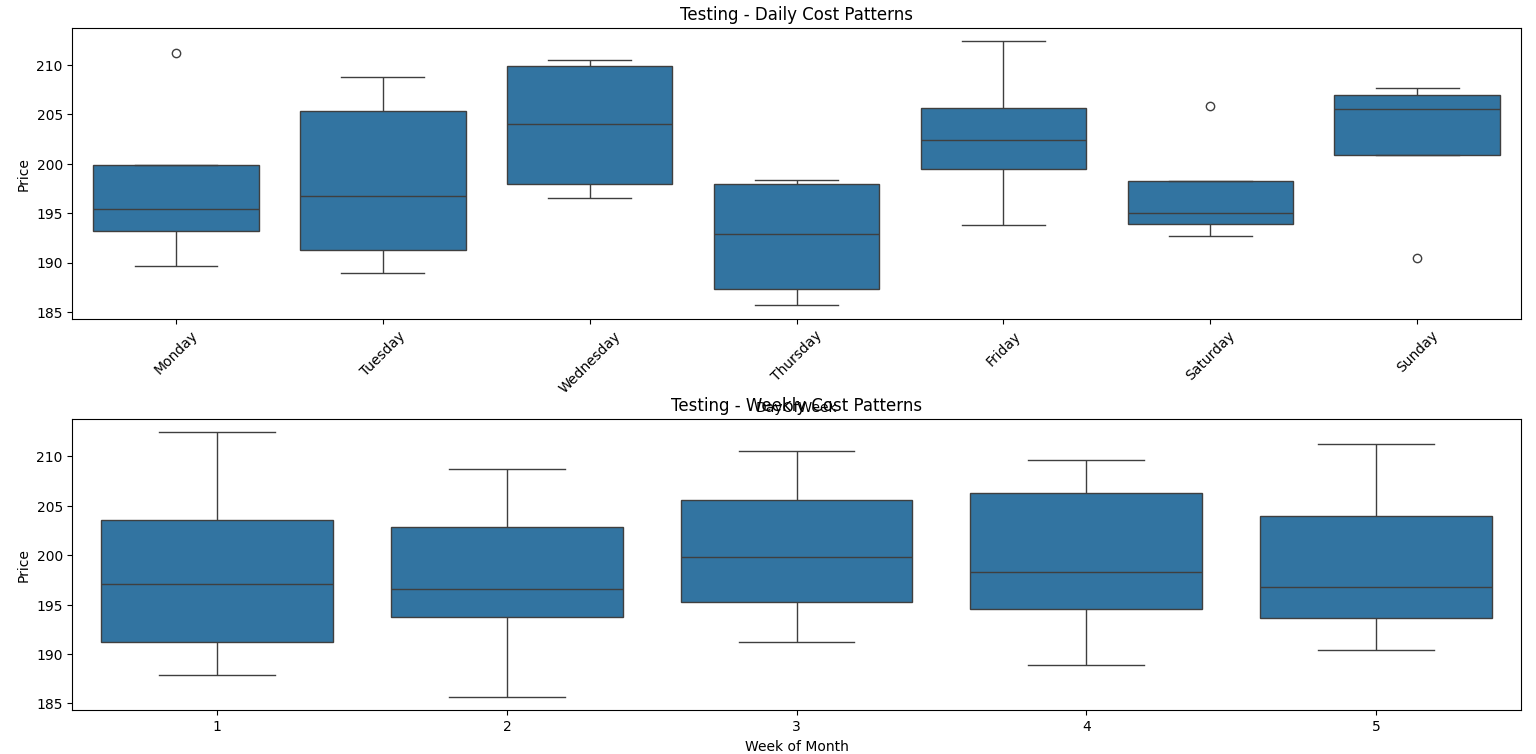 Testing - Daily Cost Patterns
Price
210
205
200
195
190
185
Monday
Tuesday
Wednesday
Thursday
Friday
Saturday
Sunday
DayOfWeek
Testing - Weekly Cost Patterns
Price
210
205
200
195
190
185
1
2
3
4
5
Week of Month